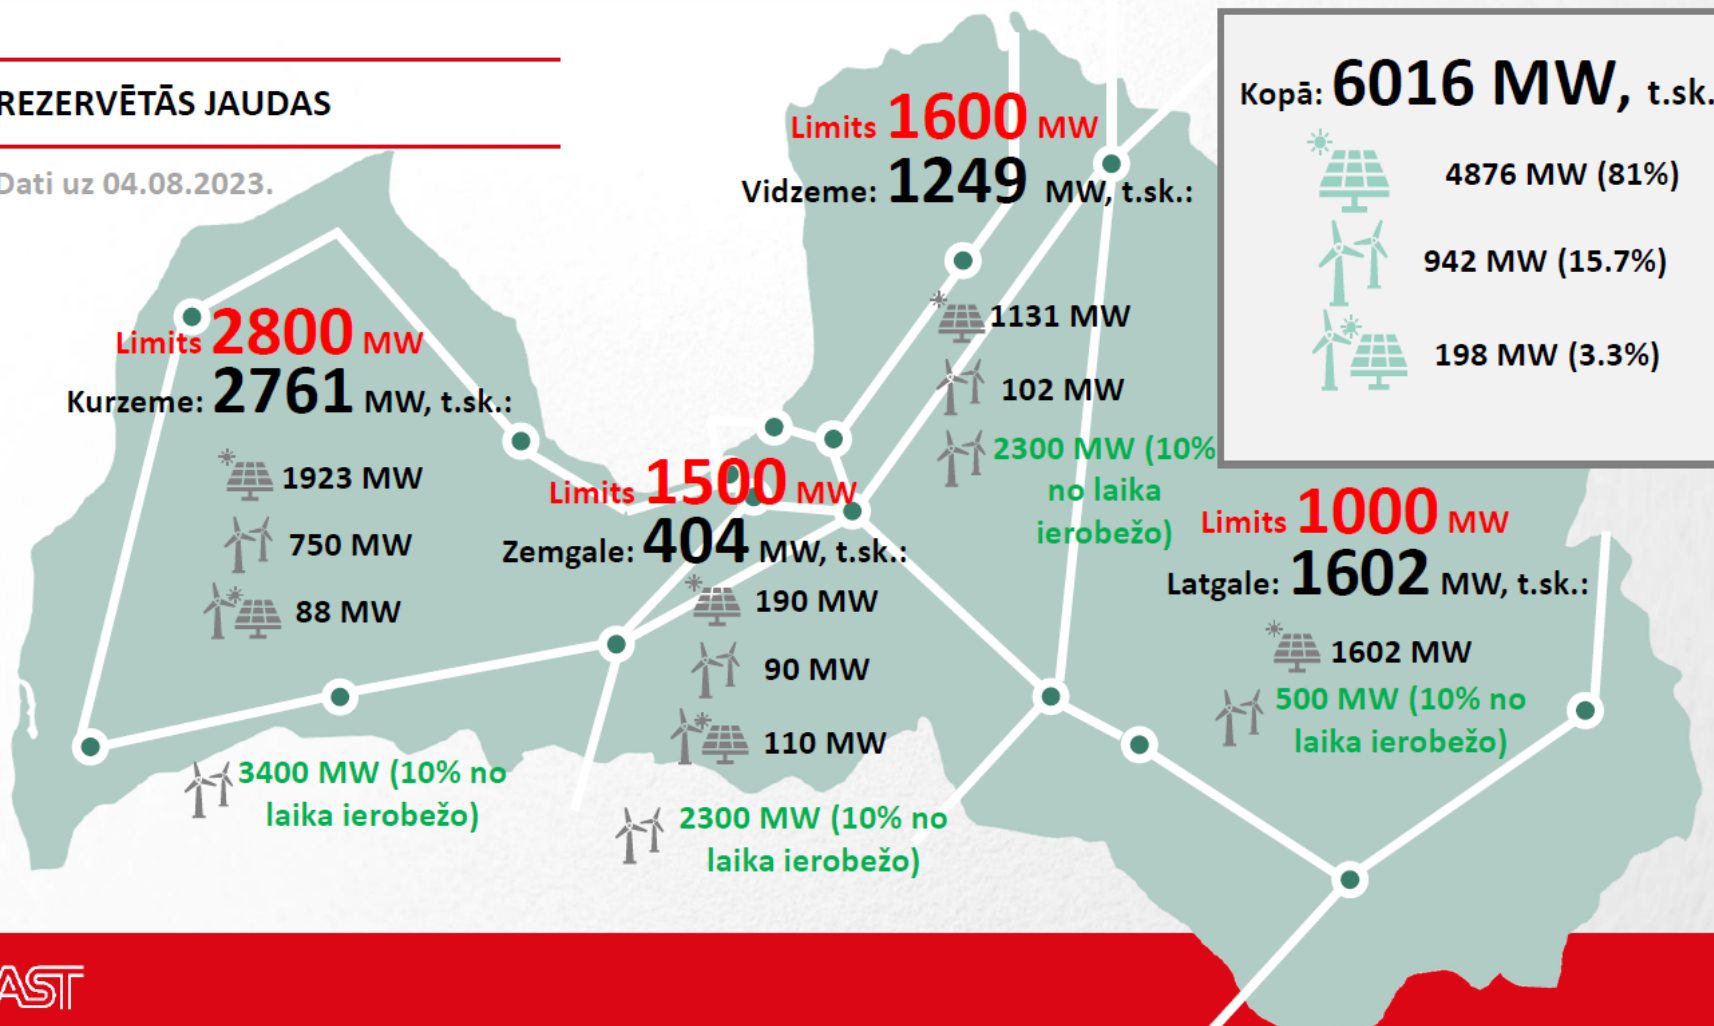 REZERVĒTĀS JAUDAS
Dati uz 04.08.2023.
Limits 2800 MW
Kurzeme: 2761 MW, t.sk.:
1923 MW
750 MW
88 MW
3400 MW (10% no
laika ierobežo)
Limits 1500 MW
Zemgale: 404 MW, t.sk.:
190 MW
90 MW
110 MW
2300 MW (10% no
laika ierobežo)
Limits 1600 MW
Vidzeme: 1249 MW, t.sk.:
1131 MW
102 MW
2300 MW (10%
no laika
ierobežo)
Limits 1000 MW
Latgale: 1602 MW, t.sk.:
1602 MW
500 MW (10% no
laika ierobežo)
Kopā: 6016 MW, t.sk.
4876 MW (81%)
942 MW (15.7%)
198 MW (3.3%)
AST